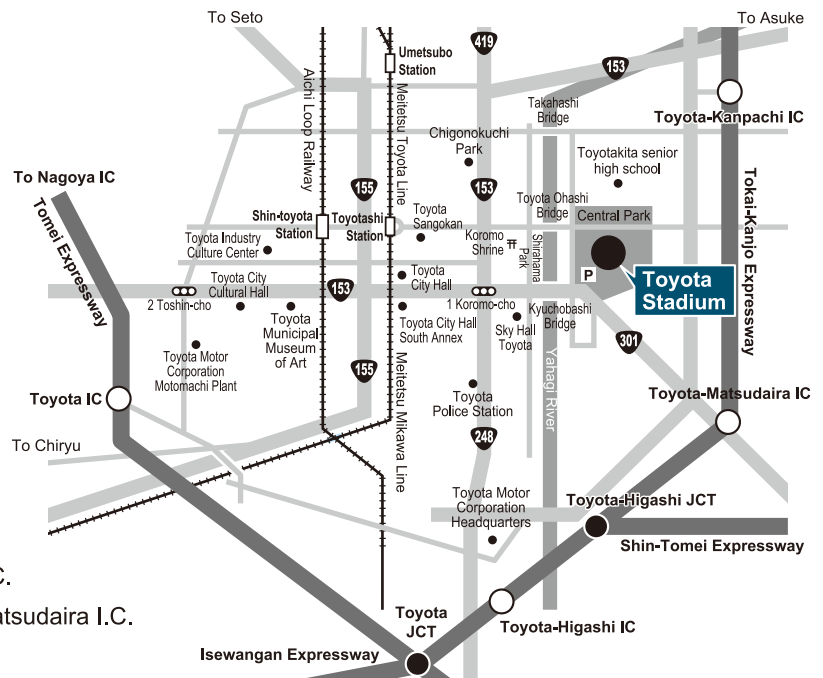 To Seto
To Asuke
419
Umetsubo
Station
153
Aichi Loop Railway
Meitetsu Toyota Line
Takahashi
Bridge
Toyota-Kanpachi IC
Chigonokuchi
Park
Toyotakita senior
high school
To Nagoya IC
Tomei Expressway
155
153
Tokai-Kanjo Expressway
Toyota Ohashi
Bridge
Central Park
Shin-toyota
Station
Toyotashi
Station
Toyota
Sangokan
Koromo
Shrine
Shirahama
Park
Toyota Industry
Culture Center
P
Toyota
Stadium
Toyota City
Cultural Hall
Toyota
City Hall
153
2 Toshin-cho
1 Koromo-cho
Kyuchobashi
Bridge
Toyota
Municipal
Museum
of Art
Toyota City Hall
South Annex
Sky Hall
Toyota
301
Toyota Motor
Corporation
Motomachi Plant
155
Meitetsu Mikawa Line
Yahagi River
Toyota IC
Toyota
Police Station
Toyota-Matsudaira IC
To Chiryu
248
Toyota Motor
Corporation
Headquarters
Toyota-Higashi JCT
Shin-Tomei Expressway
C.
atsudaira I.C.
Toyota
JCT
Toyota-Higashi IC
Isewangan Expressway